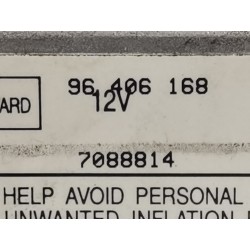 96 406 168
ARD
12V
7088814
HELP AVOID PERSONAL
UNWANTED INFLATION